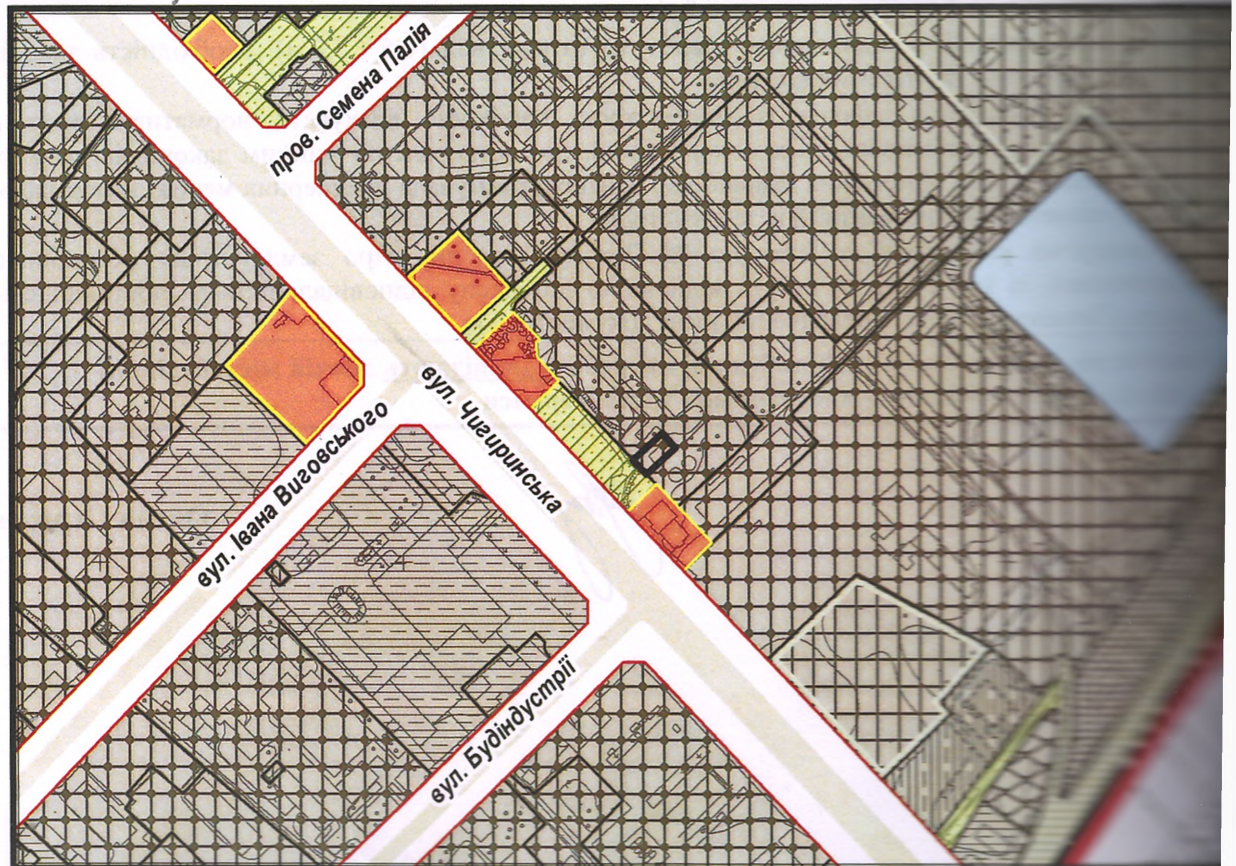 пров. Семена Палія
вул. Чигиринська
вул. Івана Виговського
вул. Будіндустрії